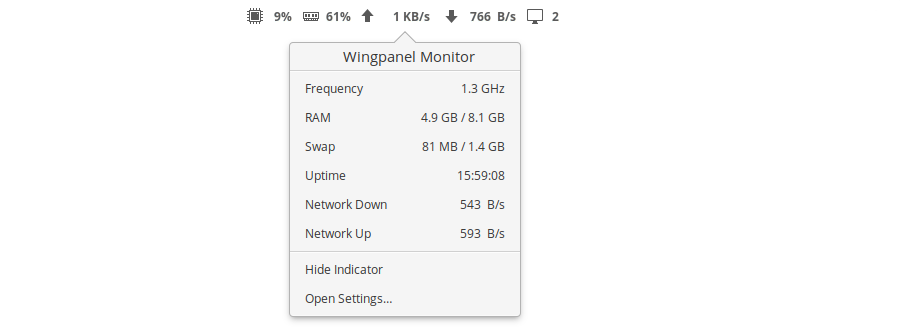 9% 61% 1 KB/s 766 B/s 2
Wingpanel Monitor
Frequency 1.3 GHz
RAM 4.9 GB / 8.1 GB
Swap 81 MB / 1.4 GB
Uptime 15:59:08
Network Down 543 B/s
Network Up 593 B/s
Hide Indicator
Open Settings...